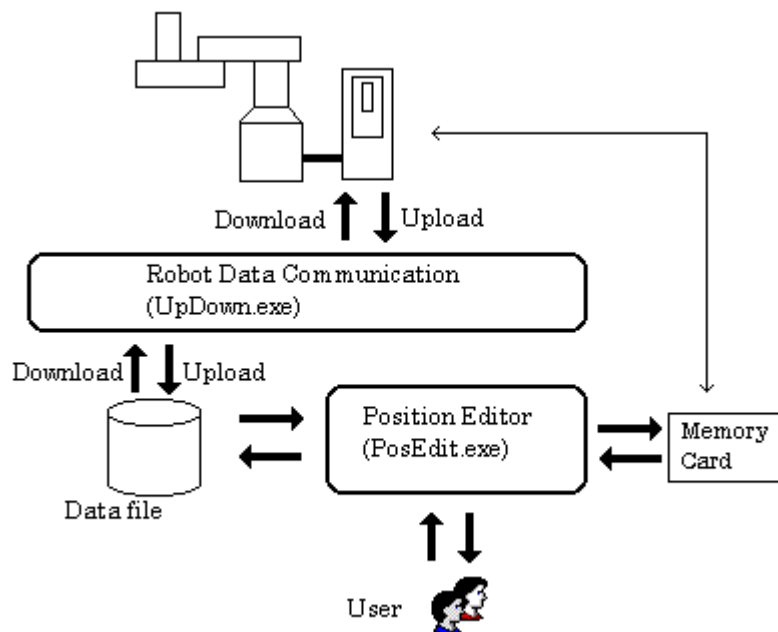 Download
Upload
Robot Data Communication
(UpDown.exe)
Download
Upload
Position Editor
(PosEdit.exe)
Memory
Card
Data file
User